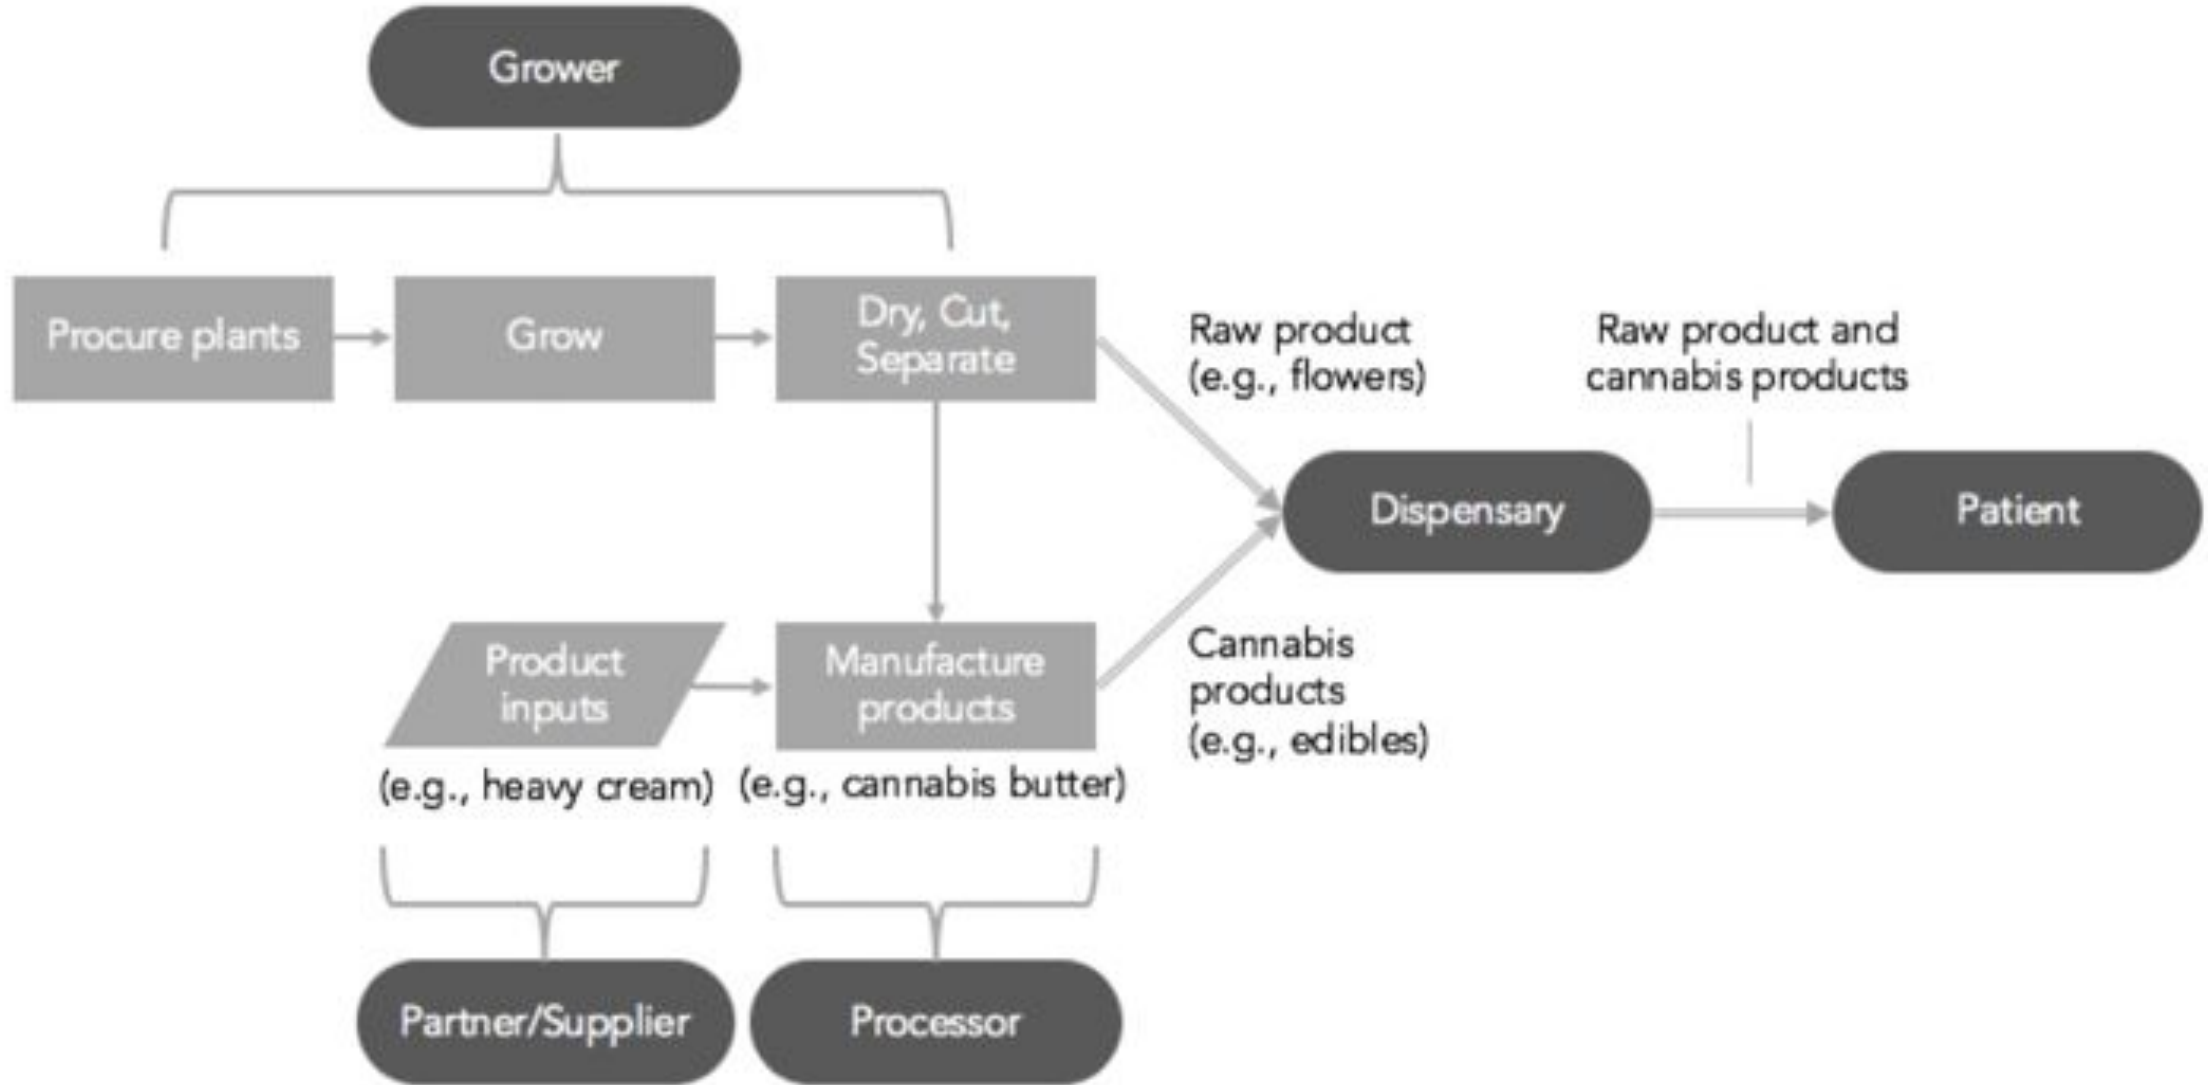 Grower
Procure plants
Grow
Dry, Cut,
Separate
Raw product
(e.g., flowers)
Raw product and
cannabis products
Dispensary
Patient
Product
inputs
(e.g., heavy cream)
Manufacture
products
(e.g., cannabis butter)
Cannabis
products
(e.g., edibles)
Partner/Supplier
Processor